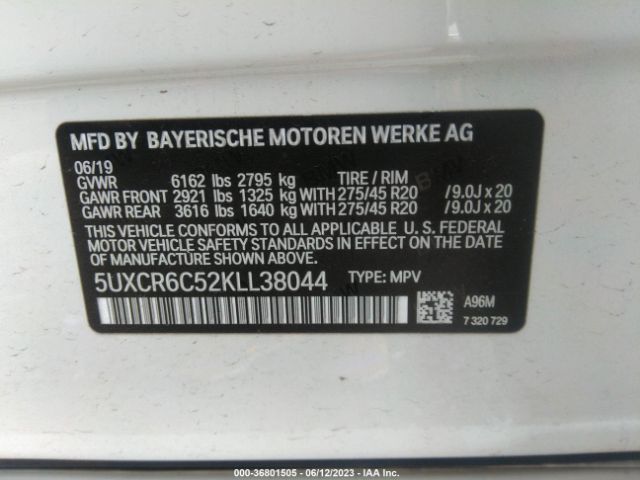 MFD BY BAYERISCHE MOTOREN WERKE AG
06/19
GVWR 6162 lbs 2795 kg TIRE / RIM
GAWR FRONT 2921 lbs 1325 kg WITH 275/45 R20 /9.0J x 20
GAWR REAR 3616 lbs 1640 kg WITH 275/45 R20 /9.0J x 20
THIS VEHICLE CONFORMS TO ALL APPLICABLE U. S. FEDERAL
MOTOR VEHICLE SAFETY STANDARDS IN EFFECT ON THE DATE
OF MANUFACTURE SHOWN ABOVE.
5UXCR6C52KLL38044 TYPE: MPV
A96M
7 320 729
000-36801505 - 06/12/2023 - IAA Inc.